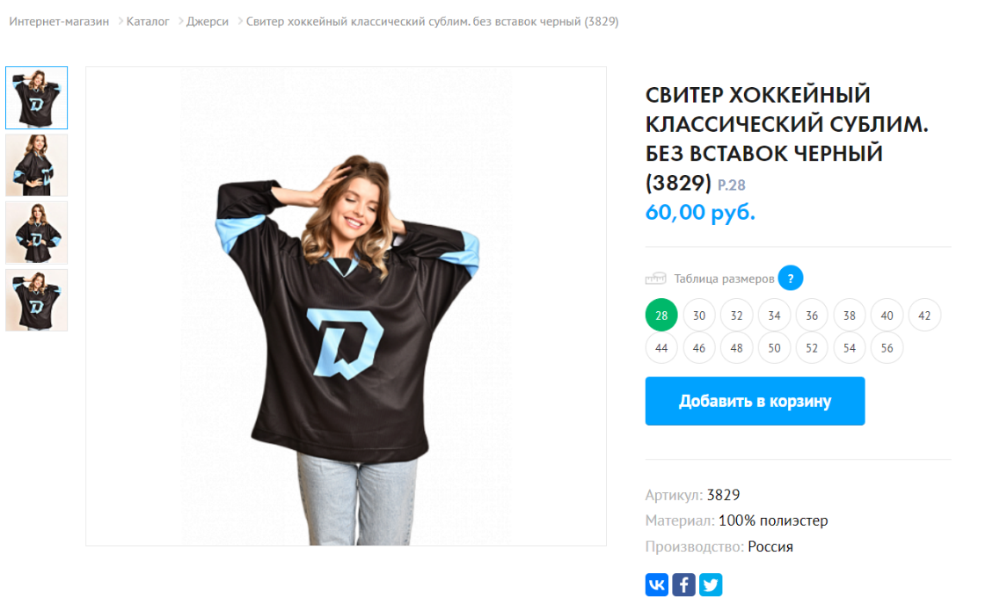 Интернет-магазин > Каталог > Джерси > Свитер хоккейный классический сублим. без вставок черный (3829)
СВИТЕР ХОККЕЙНЫЙ
КЛАССИЧЕСКИЙ СУБЛИМ.
БЕЗ ВСТАВОК ЧЕРНЫЙ
(3829) Р.28
60,00 руб.
Таблица размеров ?
28 30 32 34 36 38 40 42
44 46 48 50 52 54 56
D
Добавить в корзину
Артикул: 3829
Материал: 100% полиэстер
Производство: Россия